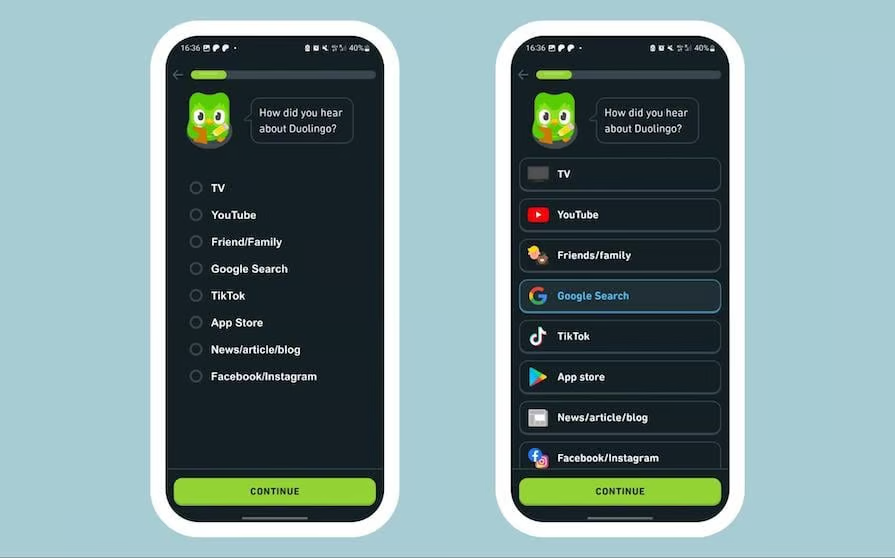 16:36
40%
How did you hear
about Duolingo?
TV
YouTube
Friend/Family
Google Search
TikTok
App Store
News/article/blog
Facebook/Instagram
CONTINUE
16:36
40%
How did you hear
about Duolingo?
TV
YouTube
Friends/family
Google Search
TikTok
App store
News/article/blog
Facebook/Instagram
CONTINUE